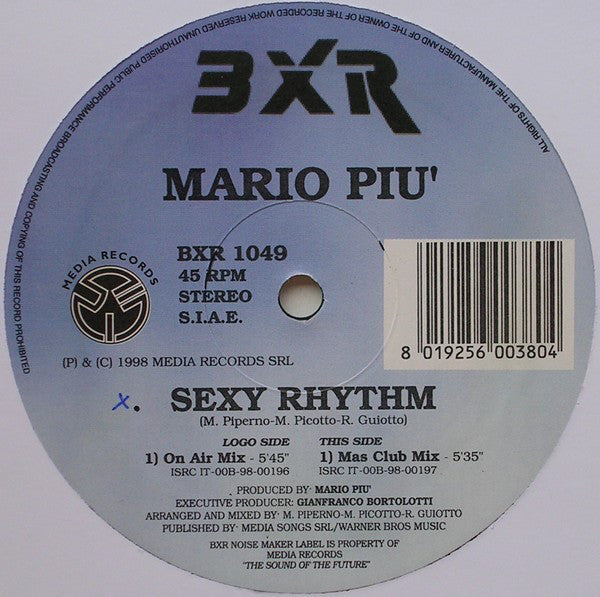 ALL RIGHTS OF THE MANUFACTURER AND OF THE OWNER OF THE RECORDED WORK RESERVED UNAUTHORISED PUBLIC PERFORMANCE BROADCASTING AND COPYING OF THIS RECORD PROHIBITED
BXR
MARIO PIU'
MEDIA RECORDS
BXR 1049
45 RPM
STEREO
S.I.A.E.
8 019256 003804
(P) & (C) 1998 MEDIA RECORDS SRL
x. SEXY RHYTHM
(M. Piperno-M. Picotto-R. Guiotto)
LOGO SIDE THIS SIDE
1) On Air Mix - 5'45" 1) Mas Club Mix - 5'35"
ISRC IT-00B-98-00196 ISRC IT-00B-98-00197
PRODUCED BY: MARIO PIU'
EXECUTIVE PRODUCER: GIANFRANCO BORTOLOTTI
ARRANGED AND MIXED BY: M. PIPERNO-M. PICOTTO-R. GUIOTTO
PUBLISHED BY: MEDIA SONGS SRL/WARNER BROS MUSIC
BXR NOISE MAKER LABEL IS PROPERTY OF
MEDIA RECORDS
"THE SOUND OF THE FUTURE"